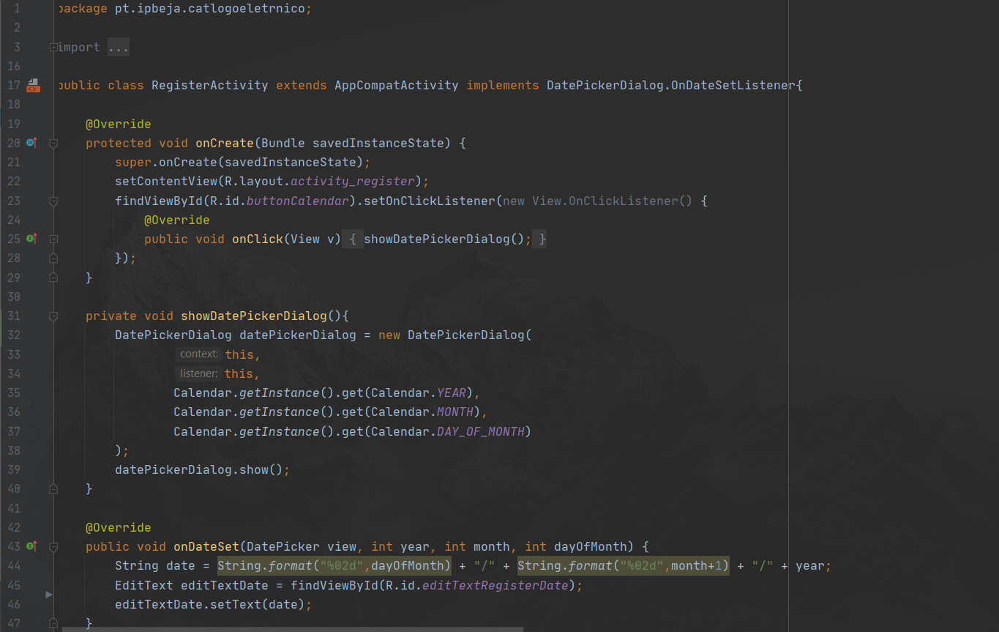 1 package pt.ipbeja.catlogoeletrnico;
2
3 import ...
16
17 public class RegisterActivity extends AppCompatActivity implements DatePickerDialog.OnDateSetListener{
18
19 @Override
20 protected void onCreate(Bundle savedInstanceState) {
21 super.onCreate(savedInstanceState);
22 setContentView(R.layout.activity_register);
23 findViewById(R.id.buttonCalendar).setOnClickListener(new View.OnClickListener() {
24 @Override
25 public void onClick(View v) { showDatePickerDialog(); }
28 });
29 }
30
31 private void showDatePickerDialog(){
32 DatePickerDialog datePickerDialog = new DatePickerDialog(
33 context: this,
34 listener: this,
35 Calendar.getInstance().get(Calendar.YEAR),
36 Calendar.getInstance().get(Calendar.MONTH),
37 Calendar.getInstance().get(Calendar.DAY_OF_MONTH)
38 );
39 datePickerDialog.show();
40 }
41
42 @Override
43 public void onDateSet(DatePicker view, int year, int month, int dayOfMonth) {
44 String date = String.format("%02d",dayOfMonth) + "/" + String.format("%02d",month+1) + "/" + year;
45 EditText editTextDate = findViewById(R.id.editTextRegisterDate);
46 editTextDate.setText(date);
47 }